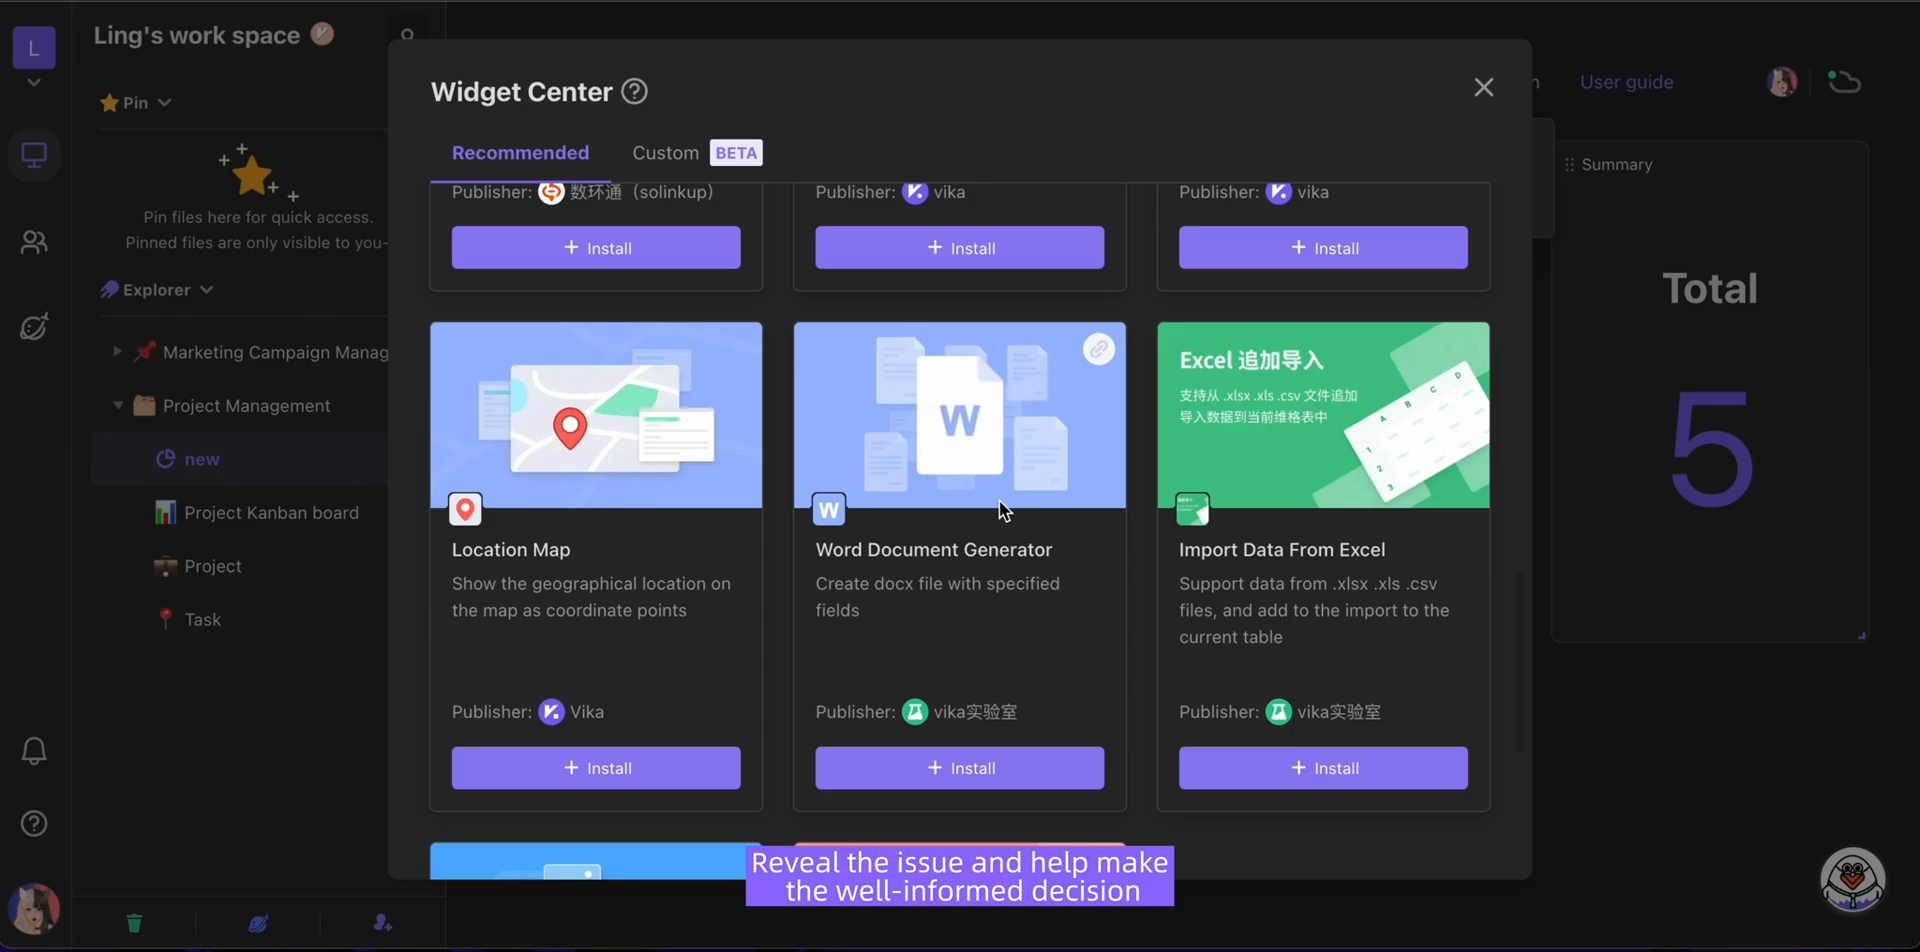 L
Ling's work space
Pin
Pin files here for quick access.
Pinned files are only visible to you~
Explorer
Marketing Campaign Manag
Project Management
new
Project Kanban board
Project
Task
Widget Center
Recommended
Custom BETA
n
User guide
Publisher: 数环通（solinkup）
Publisher: vika
Publisher: vika
+ Install
+ Install
+ Install
W
W
Excel 追加导入
支持从 .xlsx .xls .csv 文件追加
导入数据到当前维格表中
A B C D
1
2
3
Location Map
Show the geographical location on
the map as coordinate points
Publisher: Vika
+ Install
Word Document Generator
Create docx file with specified
fields
Publisher: vika实验室
+ Install
Import Data From Excel
Support data from .xlsx .xls .csv
files, and add to the import to the
current table
Publisher: vika实验室
+ Install
Summary
Total
5
Reveal the issue and help make
the well-informed decision